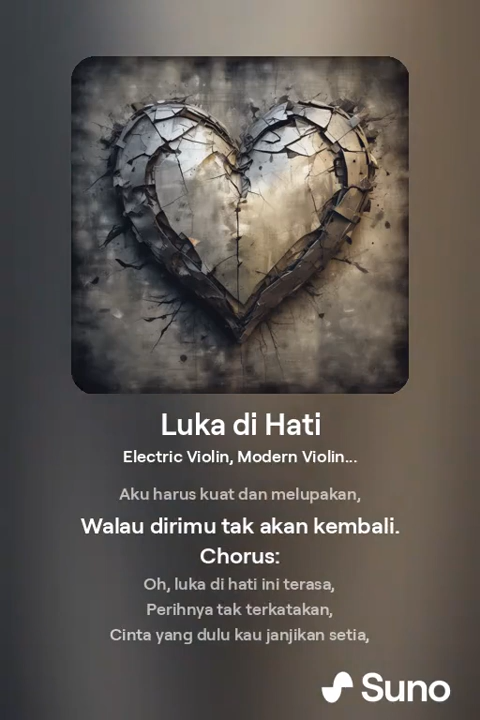 Luka di Hati
Electric Violin, Modern Violin...
Aku harus kuat dan melupakan,
Walau dirimu tak akan kembali.
Chorus:
Oh, luka di hati ini terasa,
Perihnya tak terkatakan,
Cinta yang dulu kau janjikan setia,
Suno